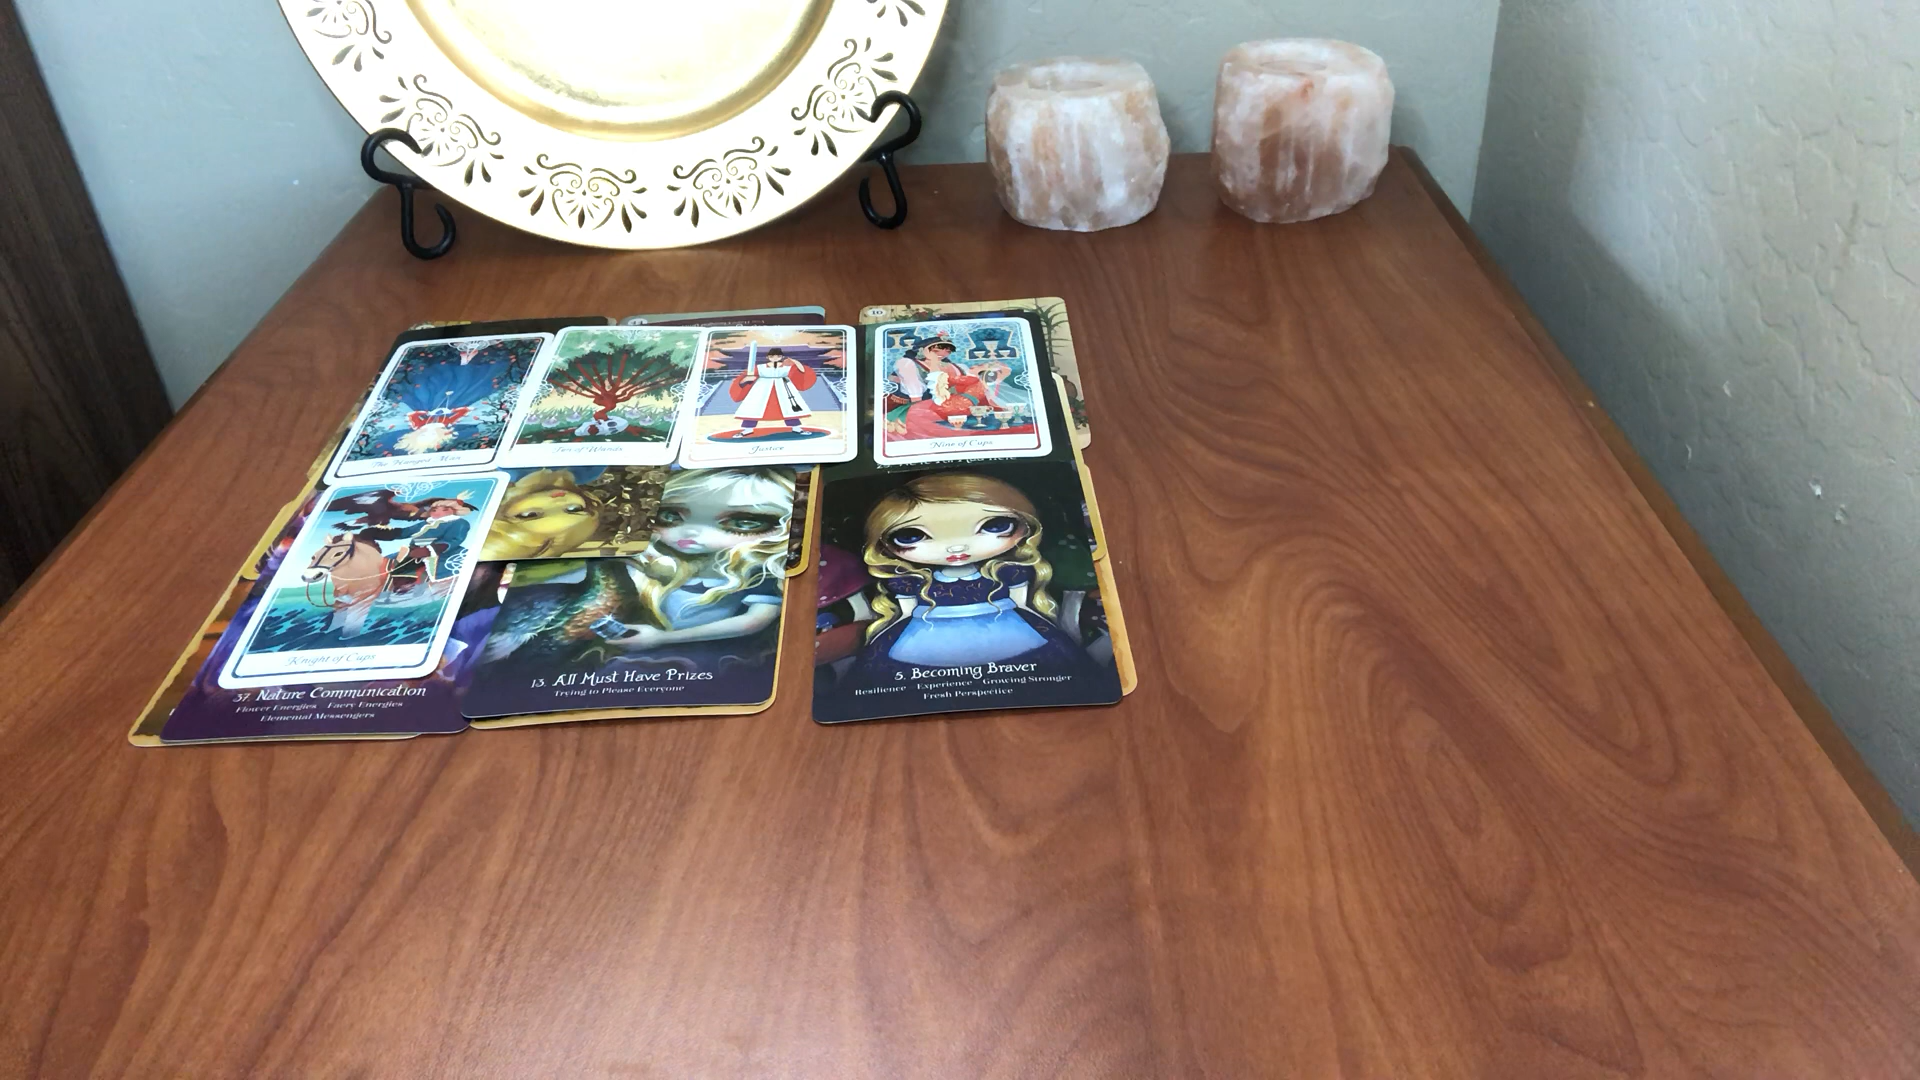 16
The Hanged Man
Ten of Wands
Justice
Nine of Cups
Knight of Cups
37. Nature Communication
Flower Energies Faery Energies
Elemental Messengers
13. All Must Have Prizes
Trying to Please Everyone
5. Becoming Braver
Resilience Experience Growing Stronger
Fresh Perspective